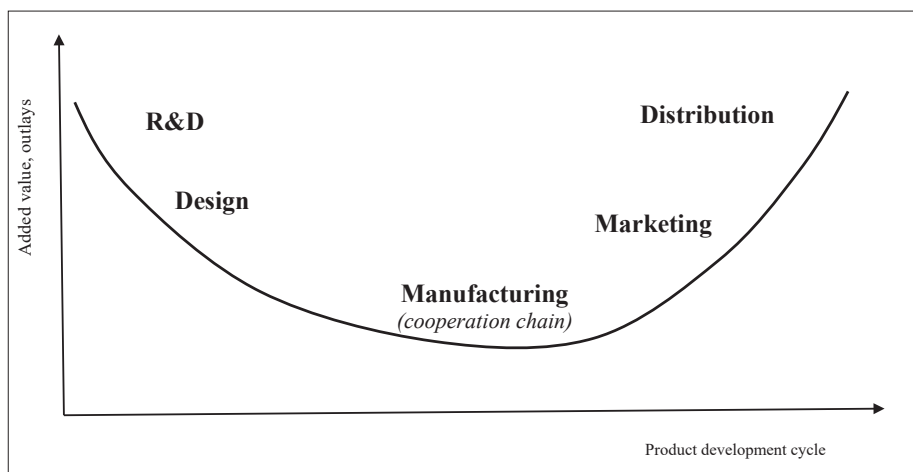 Added value, outlays
R&D
Distribution
Design
Marketing
Manufacturing
(cooperation chain)
Product development cycle